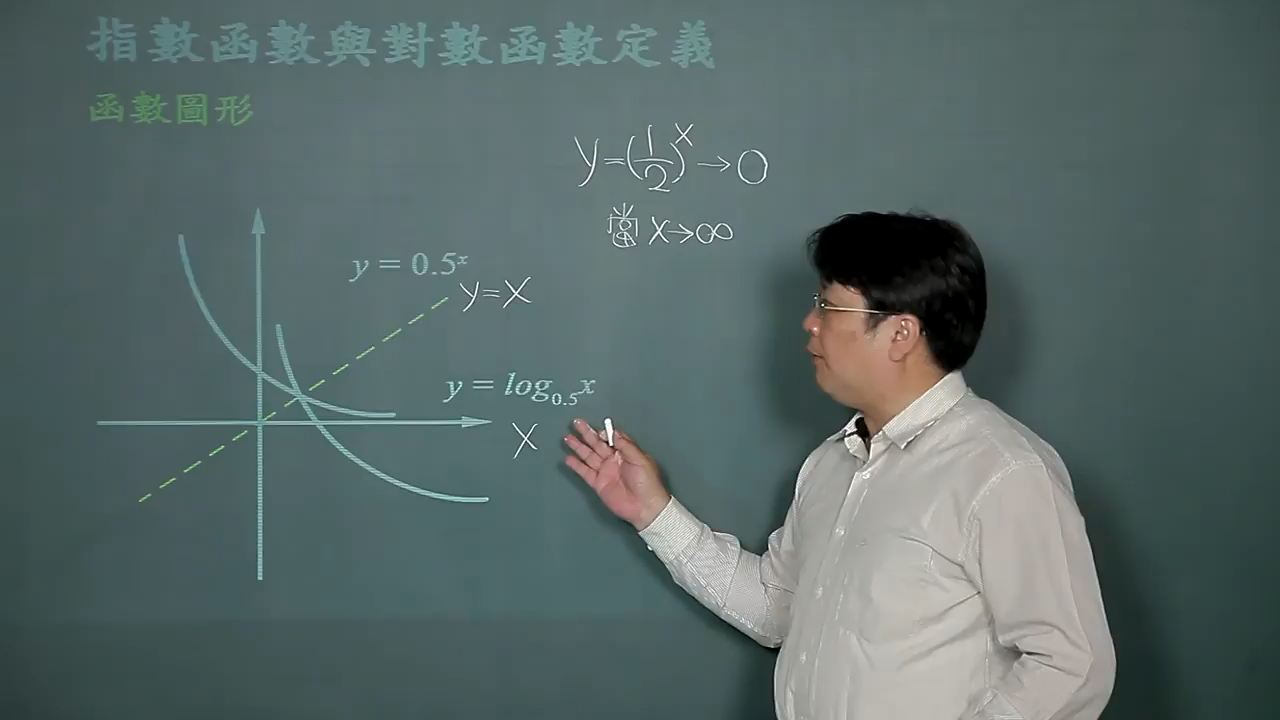 指數函數與對數函數定義
函數圖形
y=(1/2)^x→0
當 x→∞
y = 0.5^x
y=x
y = log_0.5 x
x